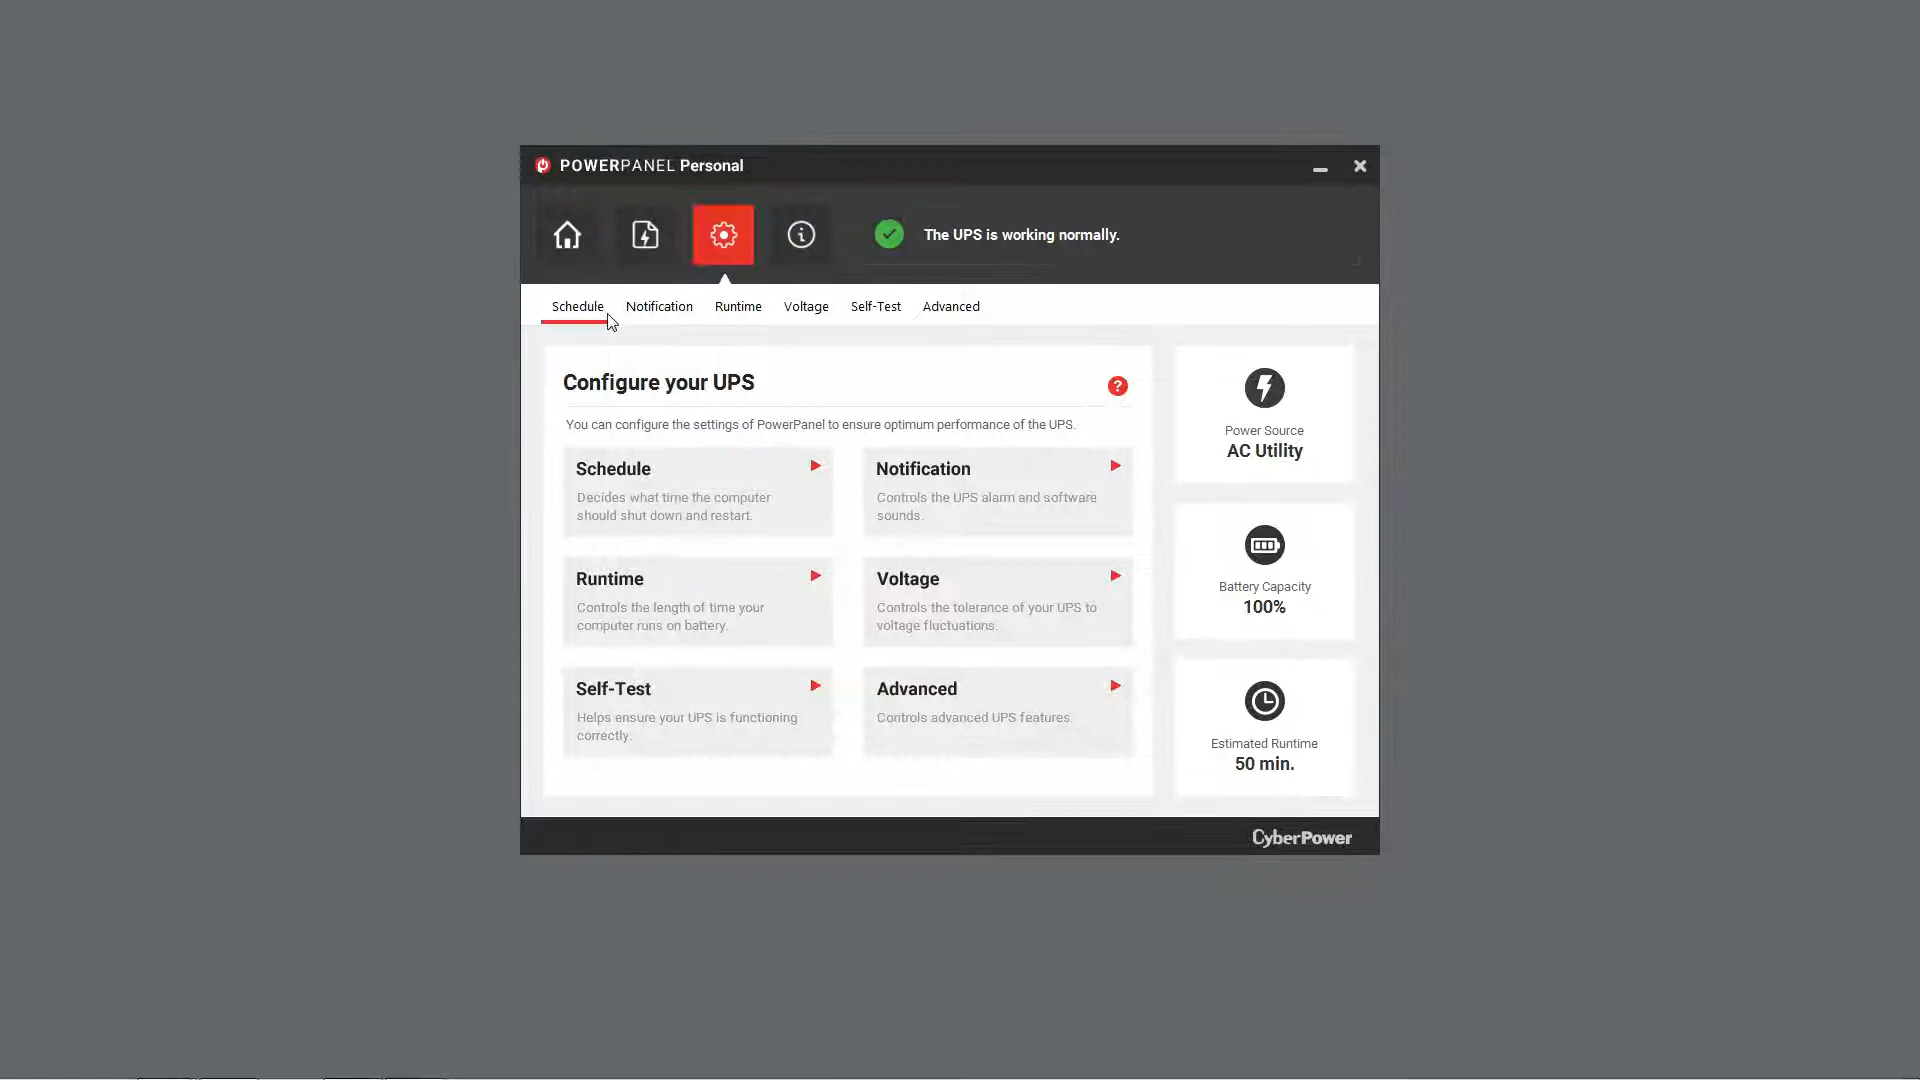 POWERPANEL Personal
The UPS is working normally.
Schedule Notification Runtime Voltage Self-Test Advanced
Configure your UPS
?
You can configure the settings of PowerPanel to ensure optimum performance of the UPS.
Schedule
Decides what time the computer
should shut down and restart.
Notification
Controls the UPS alarm and software
sounds.
Runtime
Controls the length of time your
computer runs on battery.
Voltage
Controls the tolerance of your UPS to
voltage fluctuations.
Self-Test
Helps ensure your UPS is functioning
correctly.
Advanced
Controls advanced UPS features.
Power Source
AC Utility
Battery Capacity
100%
Estimated Runtime
50 min.
CyberPower